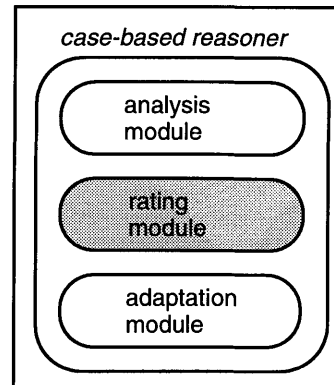 case-based reasoner
analysis
module
rating
module
adaptation
module